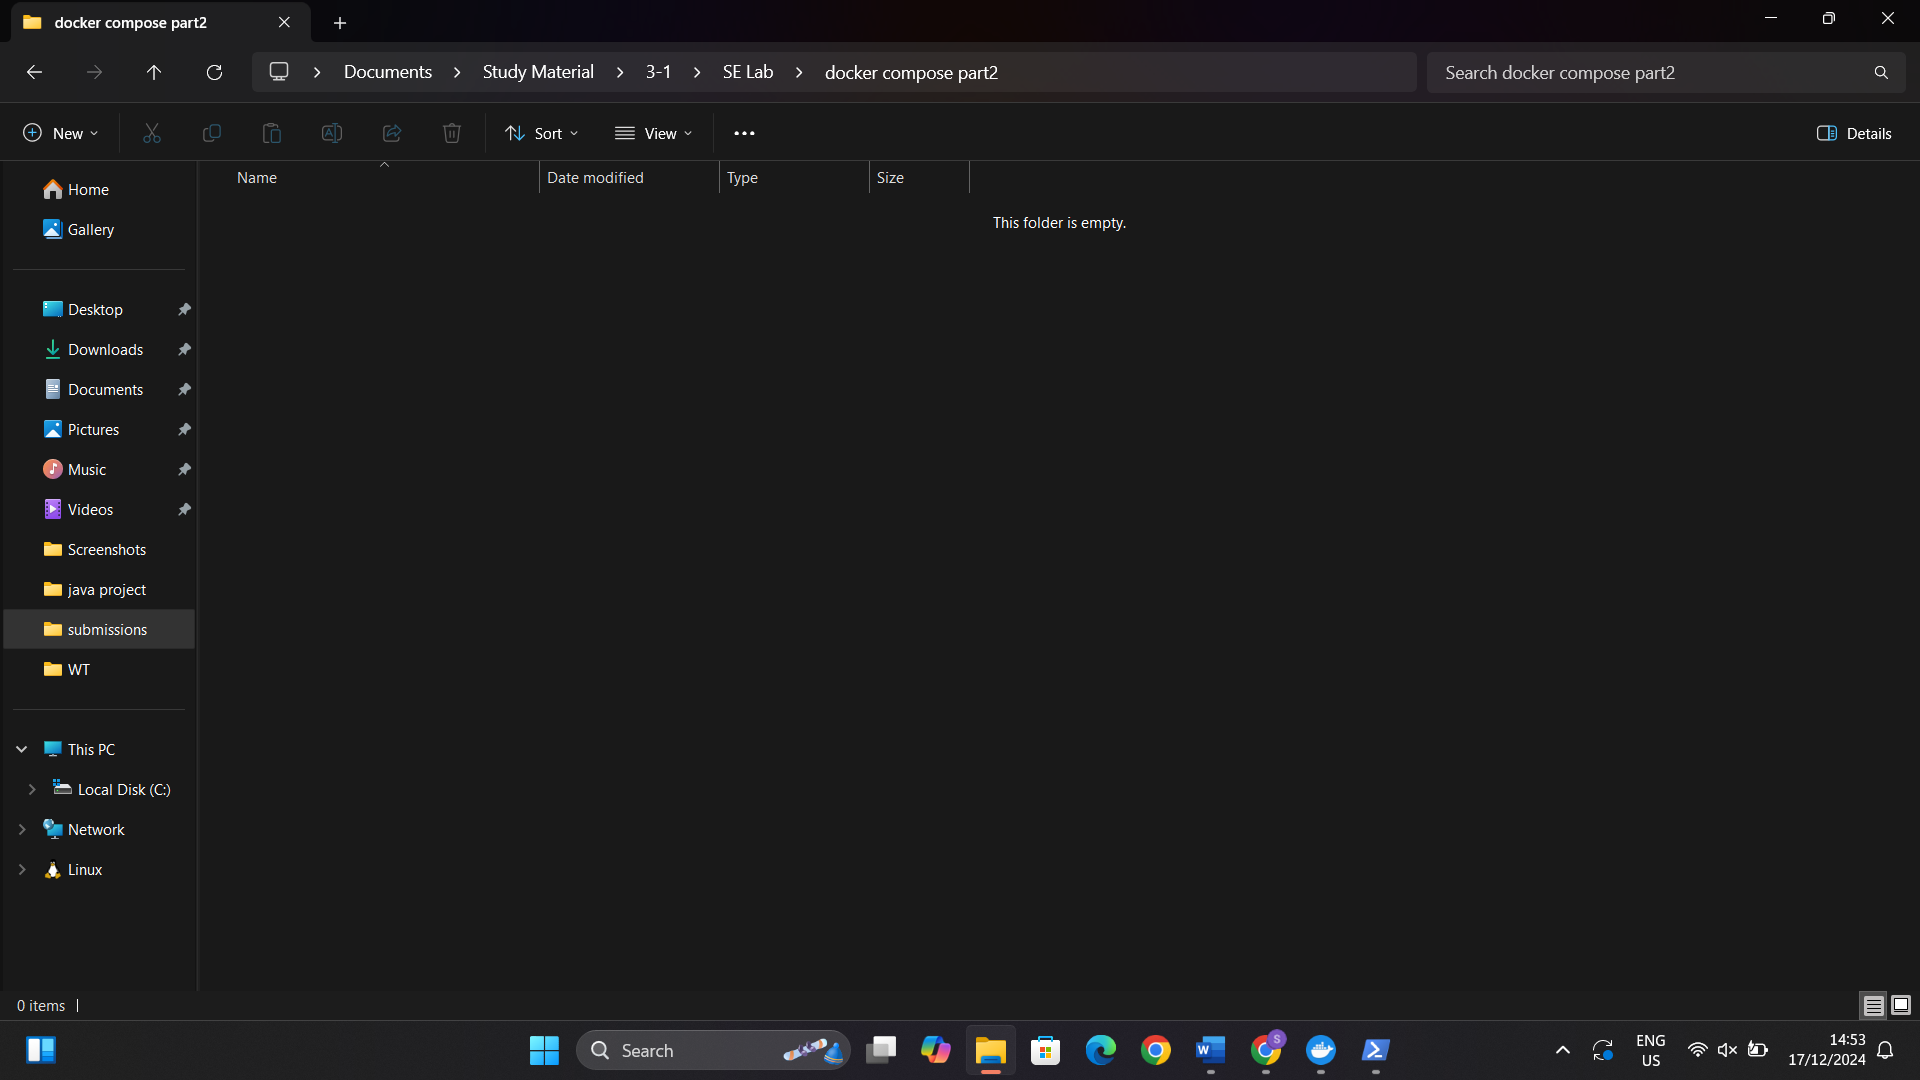 docker compose part2
Documents > Study Material > 3-1 > SE Lab > docker compose part2
Search docker compose part2
New
Sort
View
Details
Name
Date modified
Type
Size
This folder is empty.
Home
Gallery
Desktop
Downloads
Documents
Pictures
Music
Videos
Screenshots
java project
submissions
WT
This PC
Local Disk (C:)
Network
Linux
0 items
Search
S
ENG
US
14:53
17/12/2024